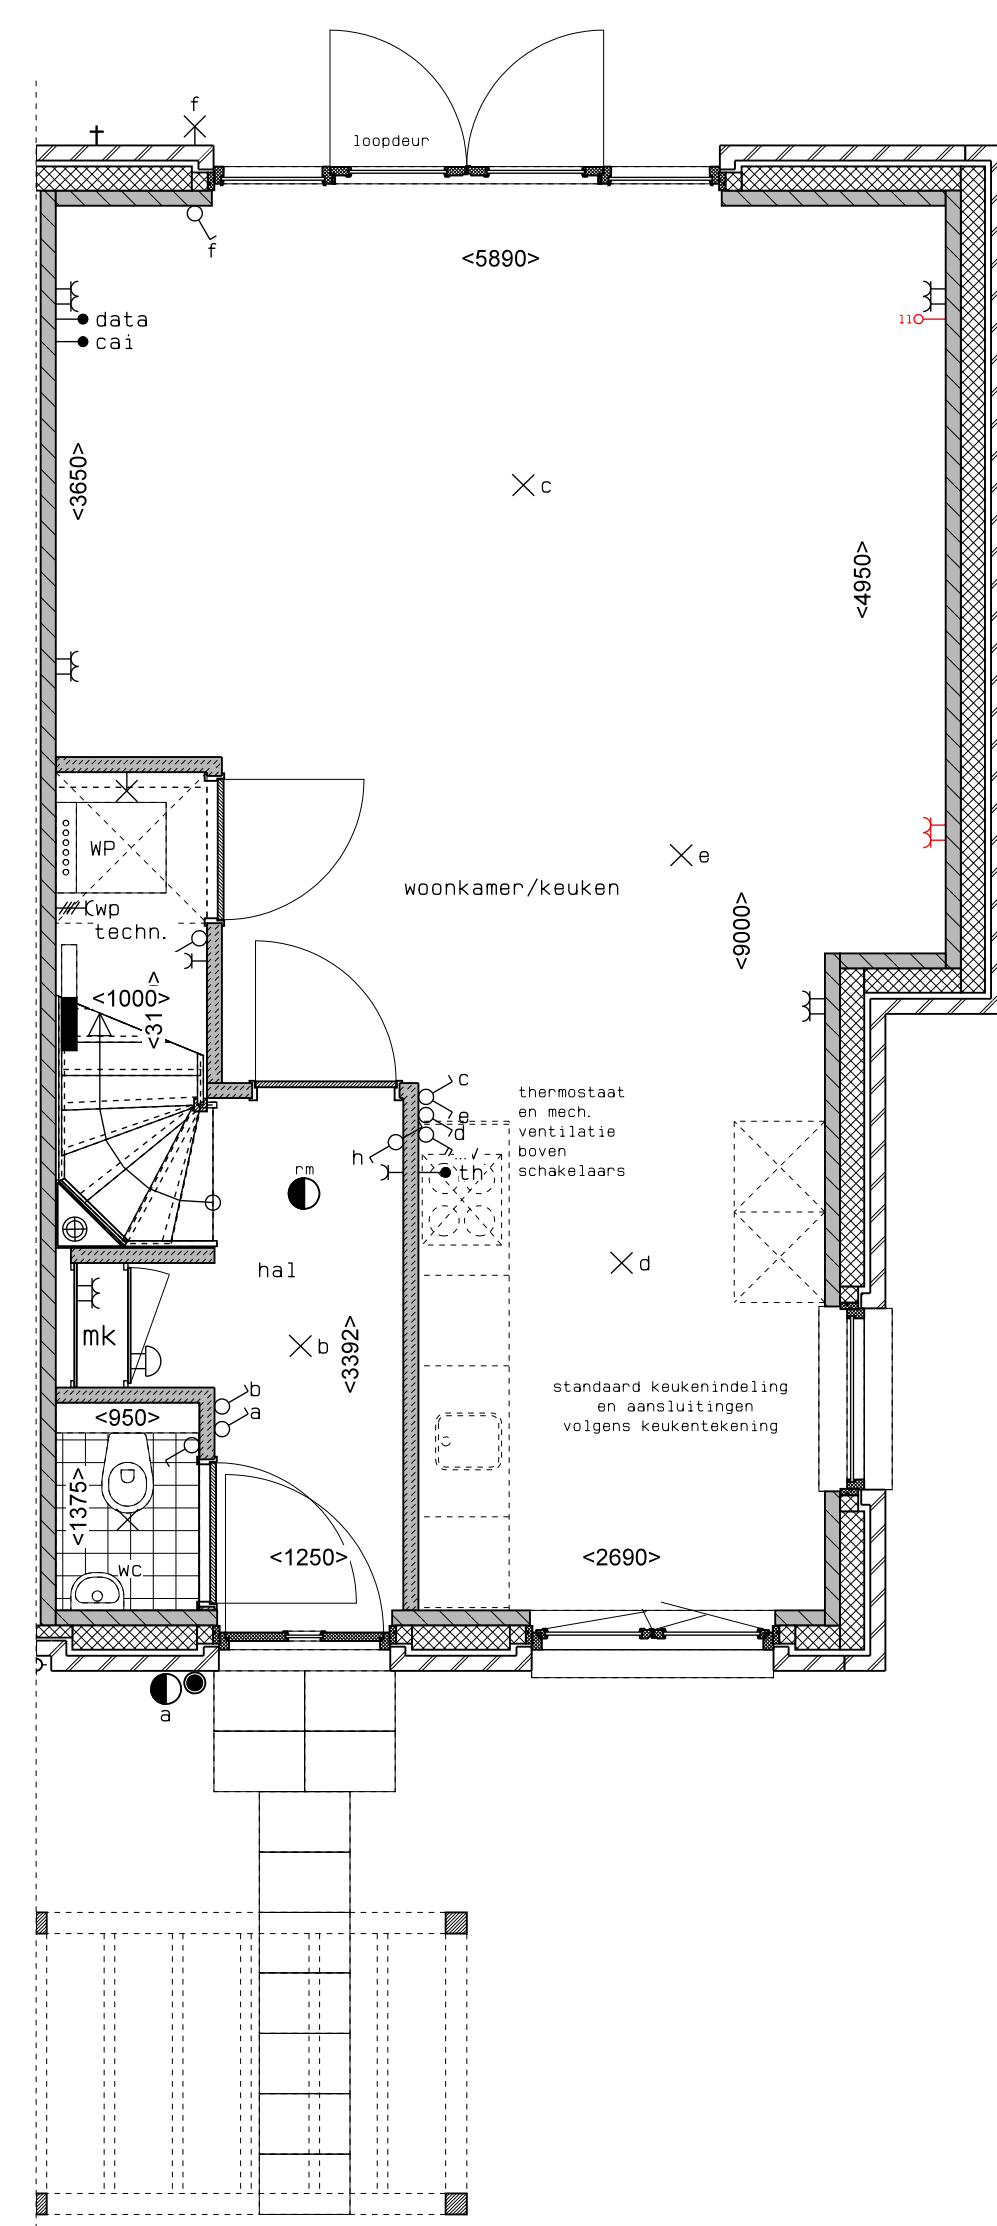 f
loopdeur
f
<5890>
data
cai
11
<3650>
c
<4950>
WP
e
woonkamer/keuken
wp
techn.
<9000>
<1000>
c
e
d
h
th
thermostaat
en mech.
ventilatie
boven
schakelaars
rm
hal
d
mk
b
<3392>
b
a
standaard keukenindeling
en aansluitingen
volgens keukentekening
<950>
<1375>
wc
<1250>
<2690>
a